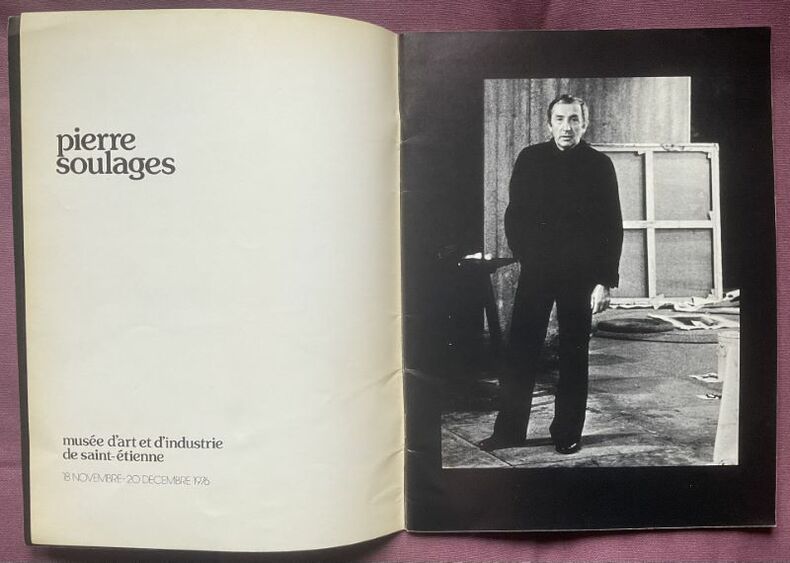 pierre
soulages
musée d'art et d'industrie
de saint-étienne
18 NOVEMBRE-20 DECEMBRE 1976